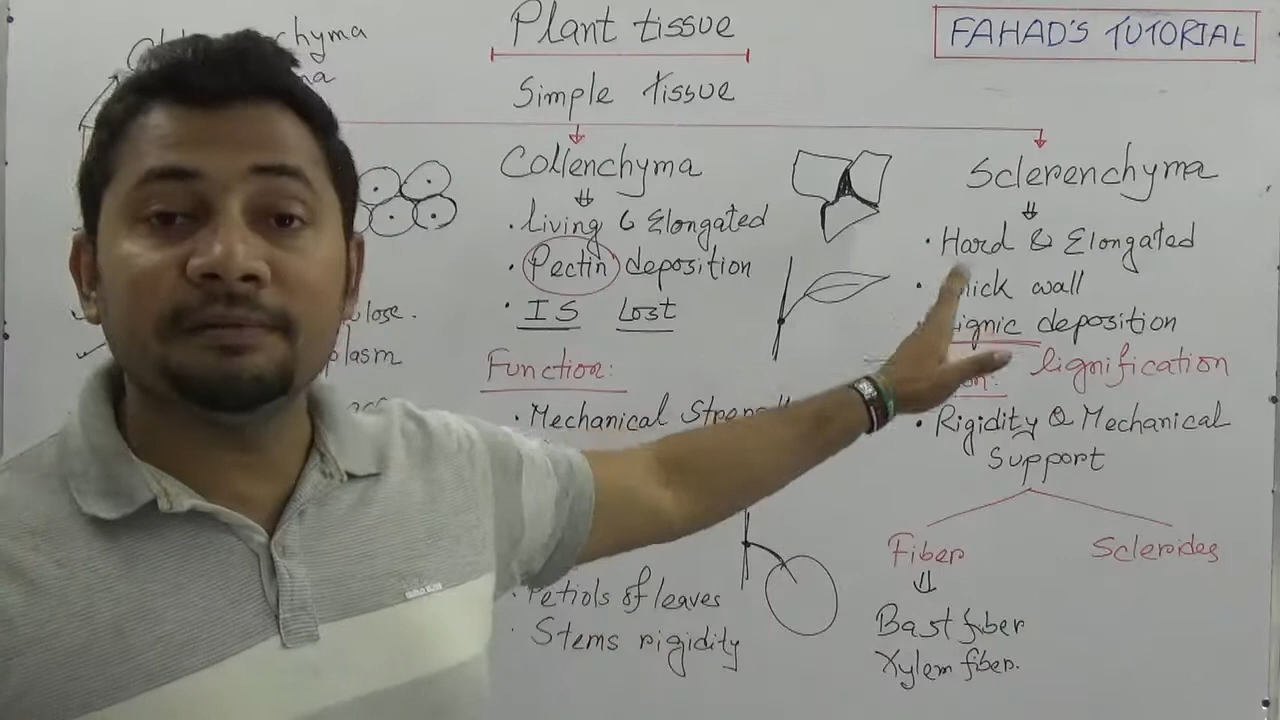 Plant tissue
FAHAD'S TUTORIAL
Simple tissue
Collenchyma
• Living & Elongated
• Pectin deposition
• IS Lost
Function:
• Mechanical
Petiols of leaves
Stems rigidity
Sclerenchyma
• Hard & Elongated
wall
deposition
lignification
• Rigidity & Mechanical
Support
Fiber
Sclerides
Bast fiber
Xylem fiber.